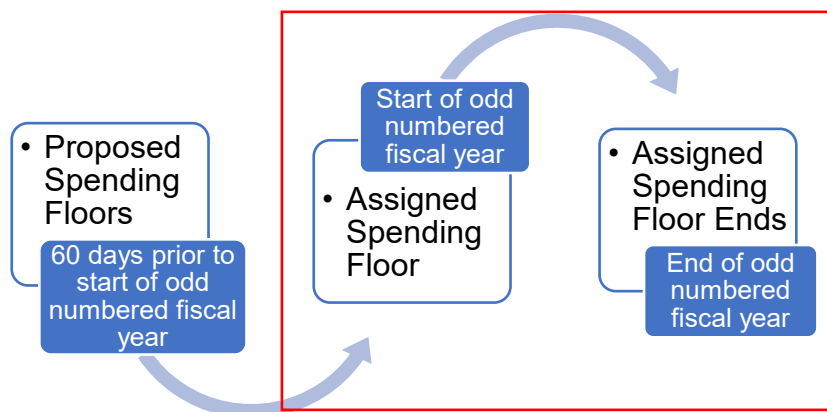 • Proposed
Spending
Floors
60 days prior to
start of odd
numbered fiscal
year
Start of odd
numbered
fiscal year
• Assigned
Spending
Floor
• Assigned
Spending
Floor Ends
End of odd
numbered
fiscal year